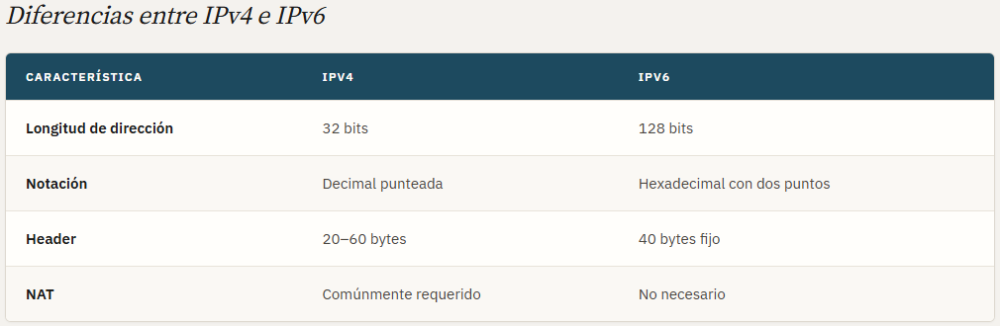 Diferencias entre IPv4 e IPv6
CARACTERÍSTICA IPV4 IPV6
Longitud de dirección 32 bits 128 bits
Notación Decimal punteada Hexadecimal con dos puntos
Header 20–60 bytes 40 bytes fijo
NAT Comúnmente requerido No necesario